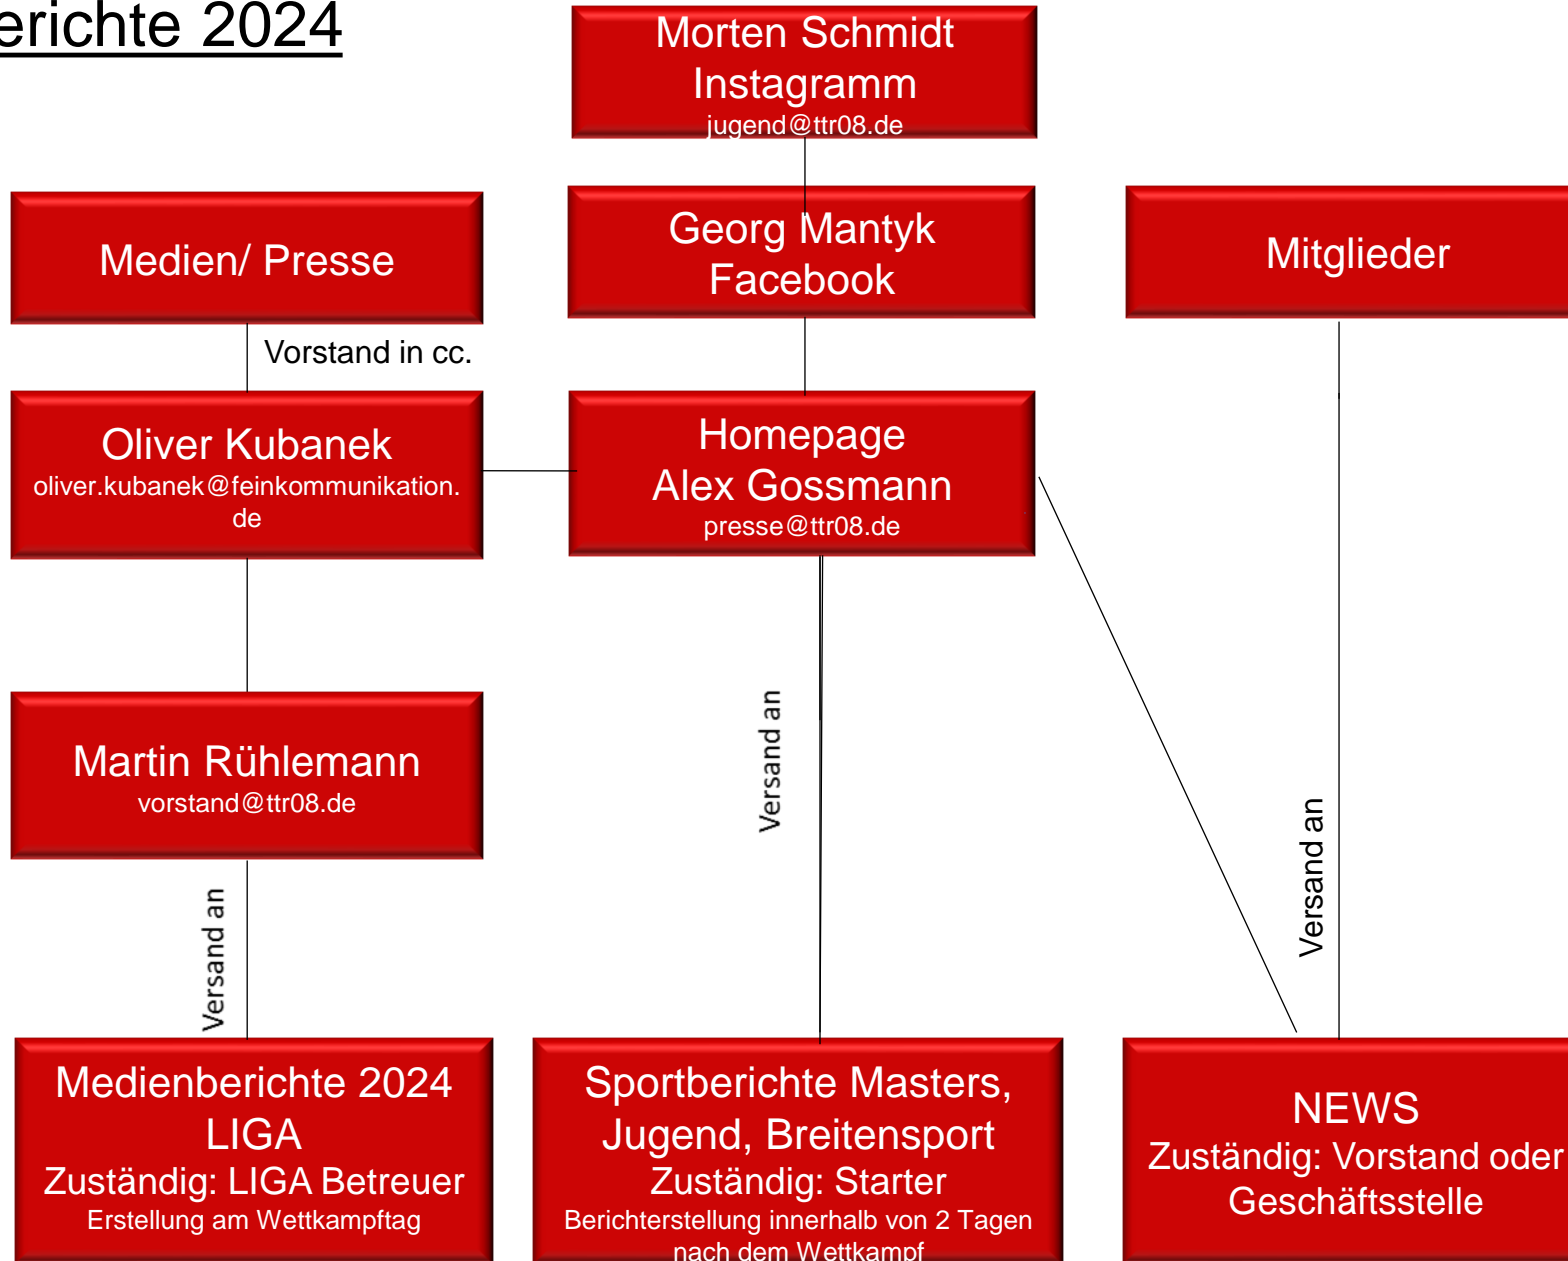 erichte 2024
Morten Schmidt
Instagramm
jugend@ttr08.de
Medien/ Presse
Georg Mantyk
Facebook
Mitglieder
Vorstand in cc.
Oliver Kubanek
oliver.kubanek@feinkommunikation.
de
Homepage
Alex Gossmann
presse@ttr08.de
Martin Rühlemann
vorstand@ttr08.de
Versand an
Versand an
Versand an
Medienberichte 2024
LIGA
Zuständig: LIGA Betreuer
Erstellung am Wettkampftag
Sportberichte Masters,
Jugend, Breitensport
Zuständig: Starter
Berichterstellung innerhalb von 2 Tagen
nach dem Wettkampf
NEWS
Zuständig: Vorstand oder
Geschäftsstelle